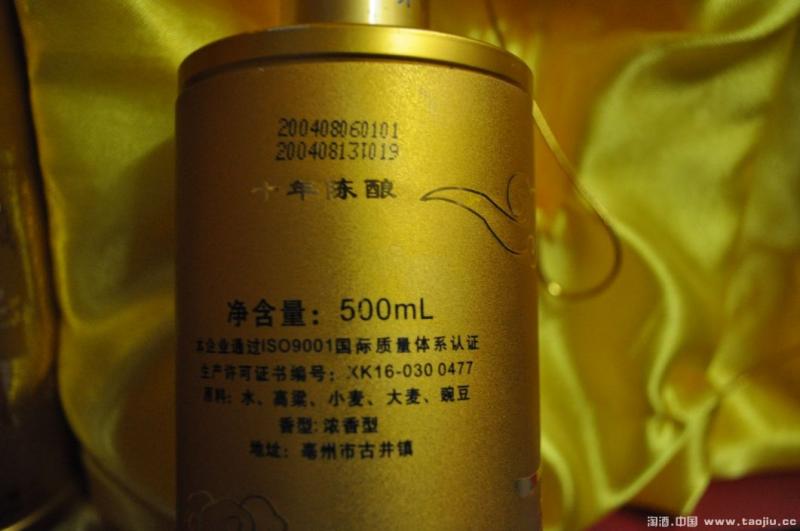 200408060101
200408131019
十年陈酿
净含量：500mL
本企业通过ISO9001国际质量体系认证
生产许可证书编号：XK16-030 0477
原料：水、高粱、小麦、大麦、豌豆
香型：浓香型
地址：亳州市古井镇
淘酒.中国 www.taojiu.cc